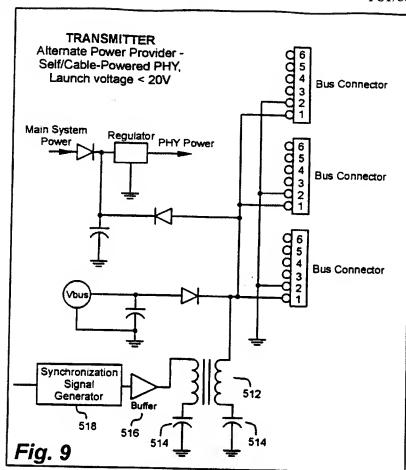 TRANSMITTER
Alternate Power Provider -
Self/Cable-Powered PHY,
Launch voltage < 20V
6
5
4
3
2
1
Bus Connector
Main System
Power
Regulator
PHY Power
6
5
4
3
2
1
Bus Connector
6
5
4
3
2
1
Bus Connector
Vbus
Synchronization
Signal
Generator
518
Buffer
516
512
514
514
Fig. 9